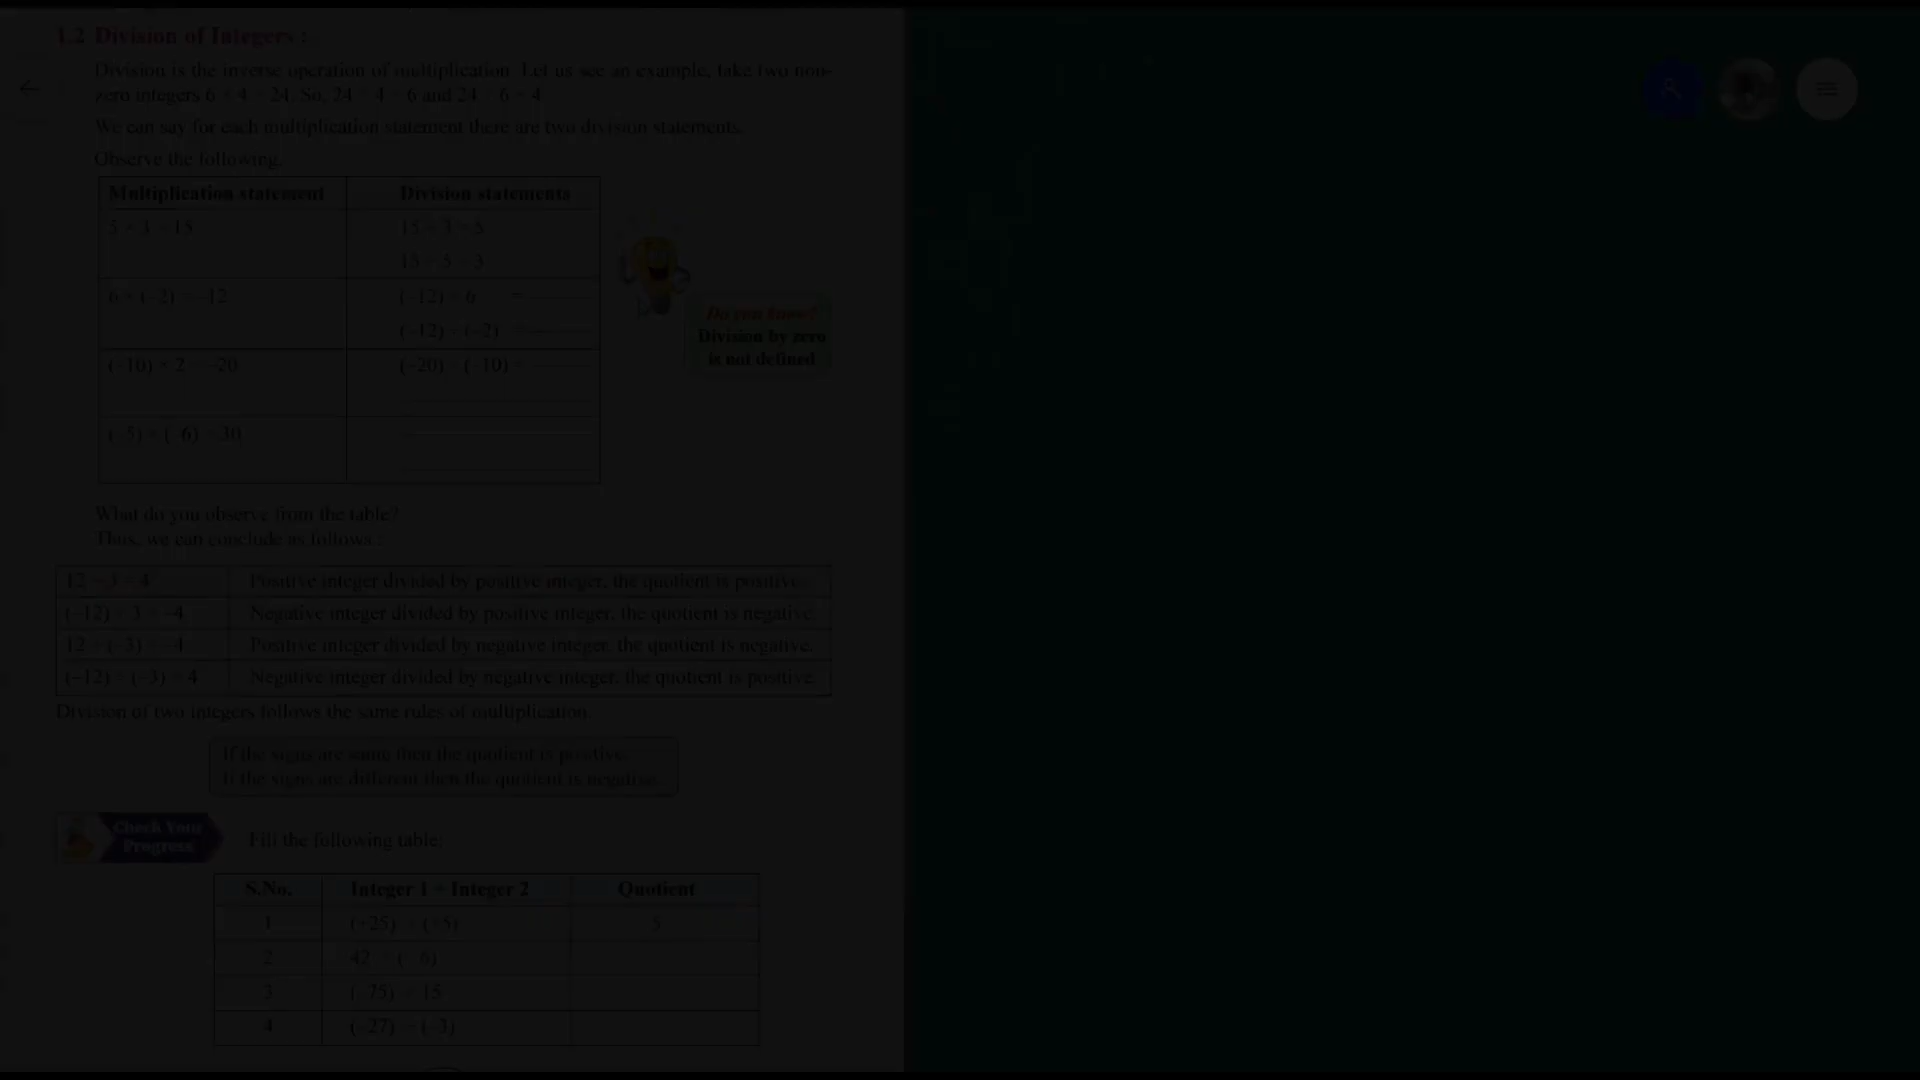 1.2 Division of Integers :
Division is the inverse operation of multiplication. Let us see an example, take two non-
zero integers 6 × 4 = 24. So, 24 ÷ 4 = 6 and 24 ÷ 6 = 4
We can say for each multiplication statement there are two division statements.
Observe the following.
Multiplication statement Division statements
5 × 3 = 15 15 ÷ 3 = 5
15 ÷ 5 = 3
6 × (–2) = –12 (–12) ÷ 6 =
(–12) ÷ (–2) =
(–10) × 2 = –20 (–20) ÷ (–10) =
(–5) × (–6) = 30
Do you know?
Division by zero
is not defined
What do you observe from the table?
Thus, we can conclude as follows :
12 ÷ 3 = 4 Positive integer divided by positive integer, the quotient is positive.
(–12) ÷ 3 = –4 Negative integer divided by positive integer, the quotient is negative.
12 ÷ (–3) = –4 Positive integer divided by negative integer, the quotient is negative.
(–12) ÷ (–3) = 4 Negative integer divided by negative integer, the quotient is positive.
Division of two integers follows the same rules of multiplication.
If the signs are same then the quotient is positive.
If the signs are different then the quotient is negative.
Check Your
Progress
Fill the following table:
S.No. Integer 1 ÷ Integer 2 Quotient
1 (–25) ÷ (–5) 5
2 42 ÷ (–6)
3 (–75) ÷ 15
4 (–27) ÷ (–3)